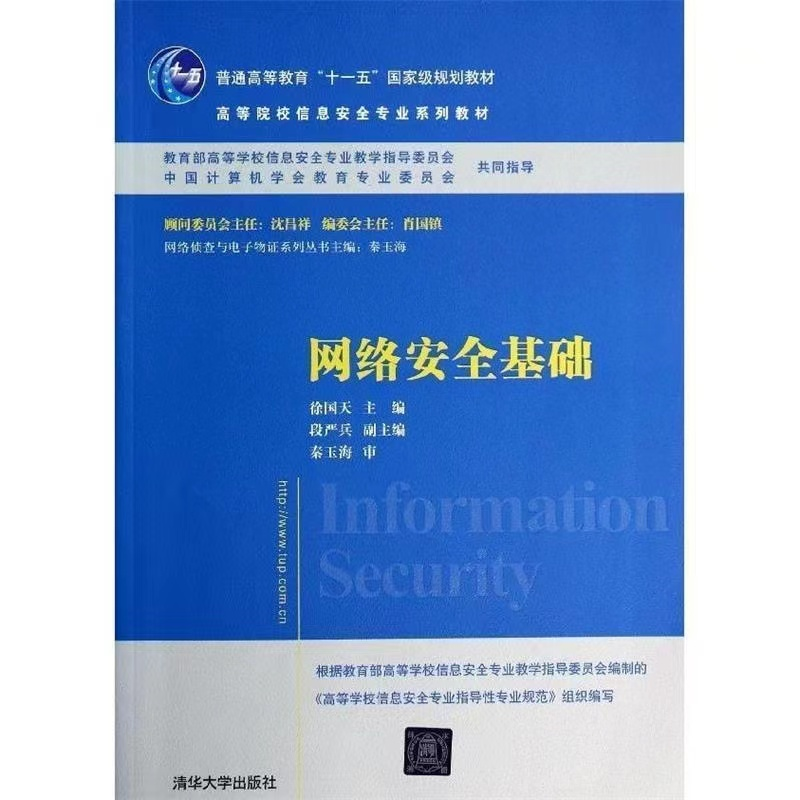 十一五
普通高等教育“十一五”国家级规划教材
高等院校信息安全专业系列教材
教育部高等学校信息安全专业教学指导委员会
中国计算机学会教育专业委员会
共同指导
顾问委员会主任：沈昌祥 编委会主任：肖国镇
网络侦查与电子物证系列丛书主编：秦玉海
网络安全基础
徐国天 主 编
段严兵 副主编
秦玉海 审
http://www.tup.com.cn
Information
Security
根据教育部高等学校信息安全专业教学指导委员会编制的
《高等学校信息安全专业指导性专业规范》组织编写
清华大学出版社